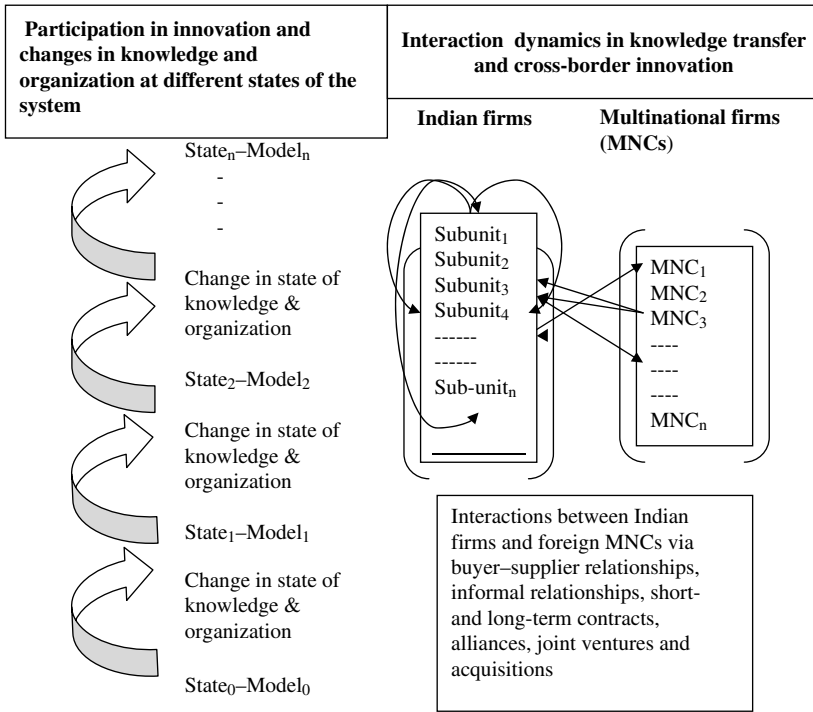 Participation in innovation and
changes in knowledge and
organization at different states of the
system
Interaction dynamics in knowledge transfer
and cross-border innovation
Indian firms
Multinational firms
(MNCs)
Stateₙ–Modelₙ
-
-
-
Change in state of
knowledge &
organization
State₂–Model₂
Change in state of
knowledge &
organization
State₁–Model₁
Change in state of
knowledge &
organization
State₀–Model₀
Subunit₁
Subunit₂
Subunit₃
Subunit₄
------
------
Sub-unitₙ
MNC₁
MNC₂
MNC₃
----
----
----
MNCₙ
Interactions between Indian
firms and foreign MNCs via
buyer–supplier relationships,
informal relationships, short-
and long-term contracts,
alliances, joint ventures and
acquisitions